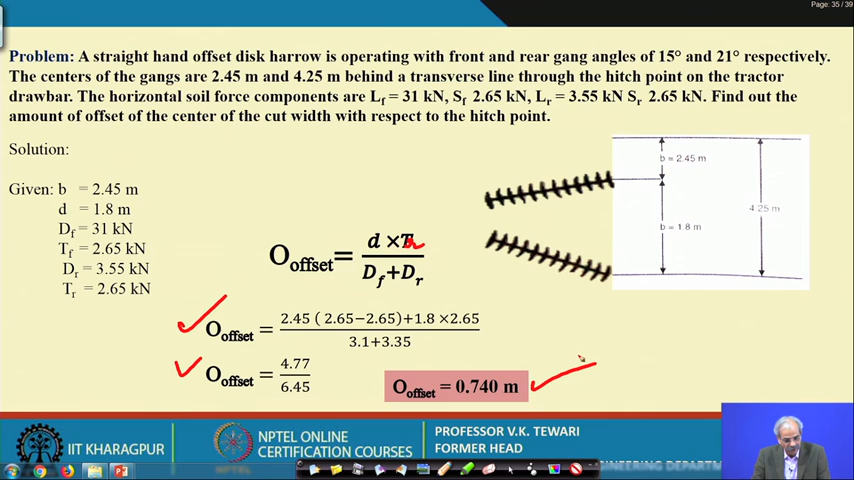 Page: 35 / 39
Problem: A straight hand offset disk harrow is operating with front and rear gang angles of 15° and 21° respectively.
The centers of the gangs are 2.45 m and 4.25 m behind a transverse line through the hitch point on the tractor
drawbar. The horizontal soil force components are Lf = 31 kN, Sf 2.65 kN, Lr = 3.55 kN Sr 2.65 kN. Find out the
amount of offset of the center of the cut width with respect to the hitch point.
Solution:
Given: b = 2.45 m
d = 1.8 m
Df = 31 kN
Tf = 2.65 kN
Dr = 3.55 kN
Tr = 2.65 kN
b = 2.45 m
4.25 m
b = 1.8 m
Ooffset = d × T / Df+Dr
Ooffset = 2.45 ( 2.65−2.65)+1.8 ×2.65 / 3.1+3.35
Ooffset = 4.77 / 6.45
Ooffset = 0.740 m
IIT KHARAGPUR
NPTEL ONLINE
CERTIFICATION COURSES
PROFESSOR V.K. TEWARI
FORMER HEAD
ENGINEERING
NPTEL